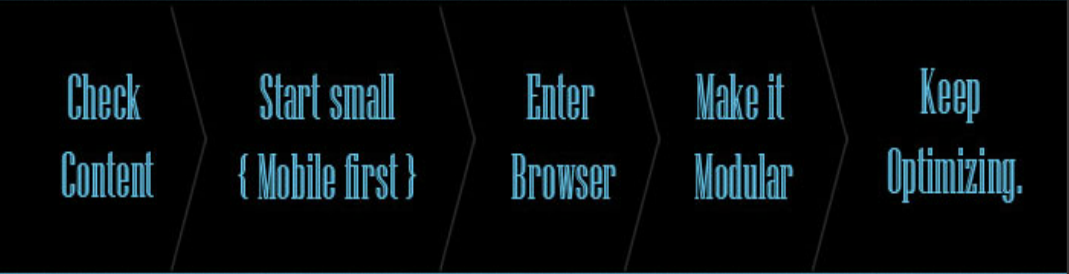 Check
Content
Start small
{ Mobile first }
Enter
Browser
Make it
Modular
Keep
Optimizing.